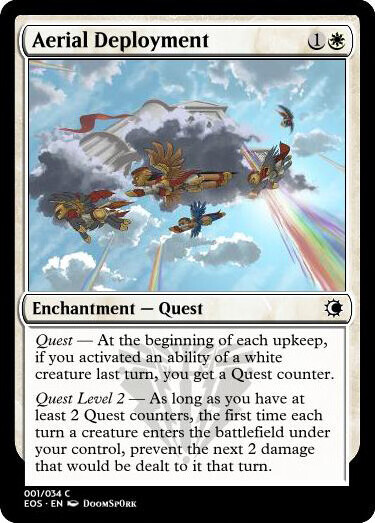 Aerial Deployment 1
Enchantment — Quest
Quest — At the beginning of each upkeep,
if you activated an ability of a white
creature last turn, you get a Quest counter.
Quest Level 2 — As long as you have at
least 2 Quest counters, the first time each
turn a creature enters the battlefield under
your control, prevent the next 2 damage
that would be dealt to it that turn.
001/034 C
EOS • EN DoomSp0rk